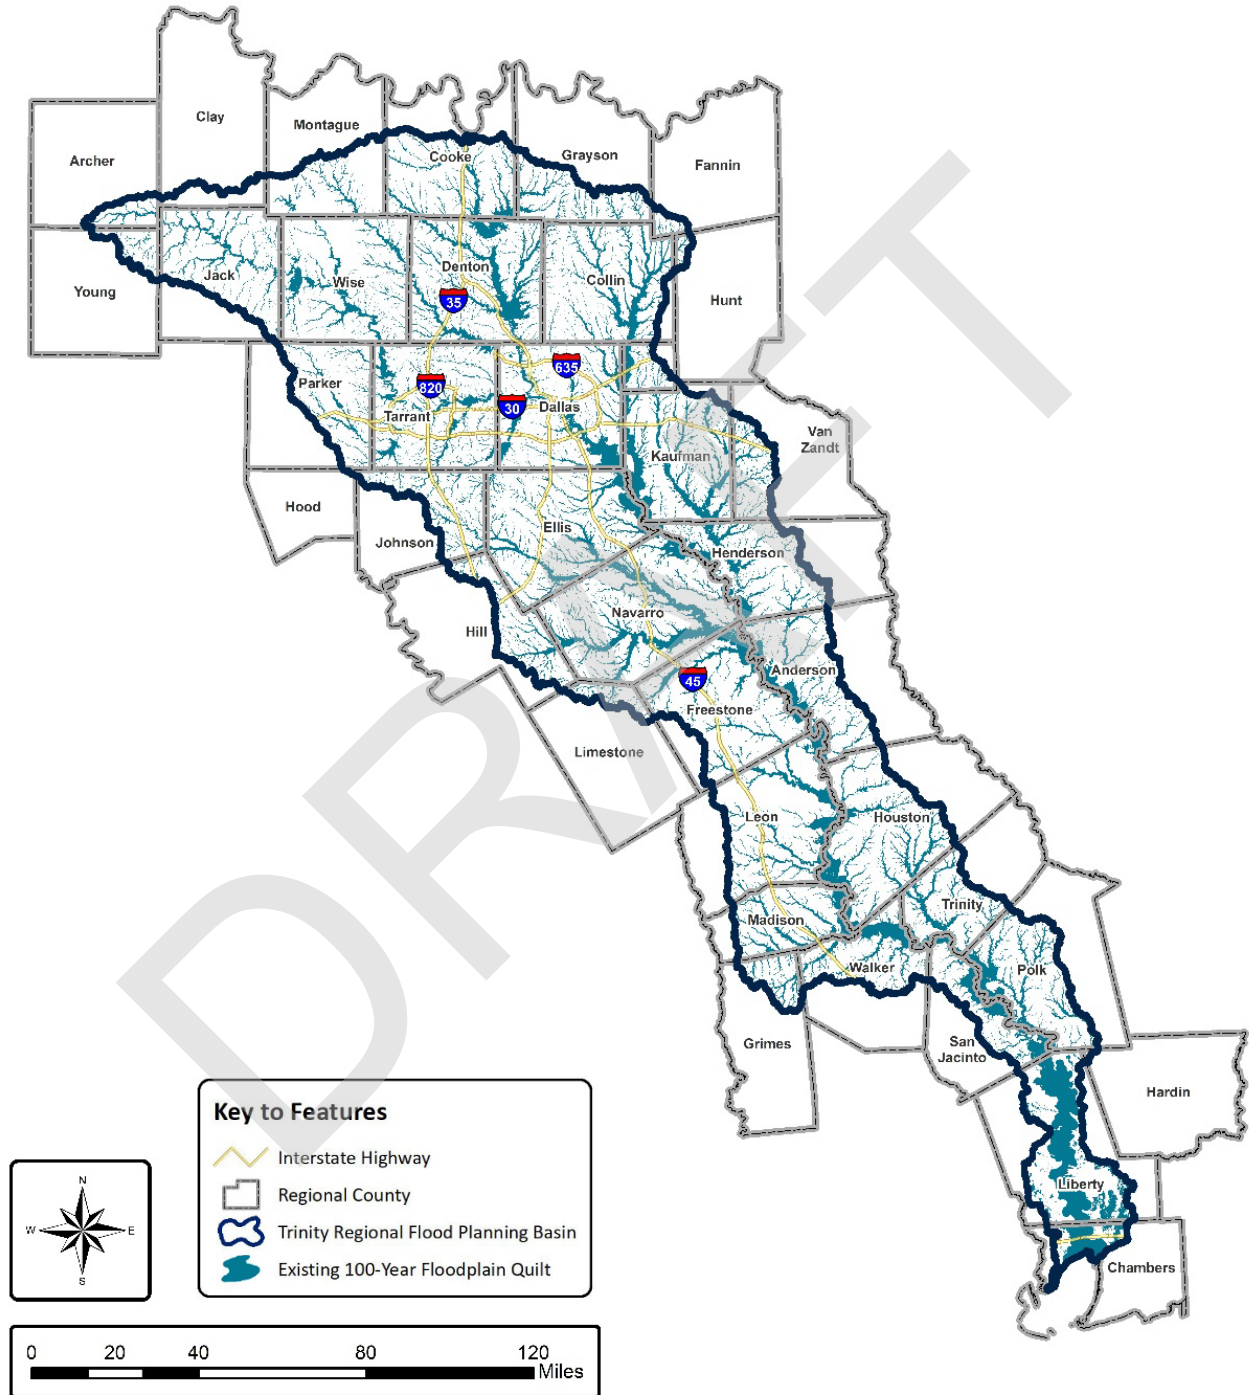 Clay
Montague
Archer
Cooke
Grayson
Fannin
Young
Jack
Wise
Denton
Collin
Hunt
35
635
820
30
Parker
Tarrant
Dallas
Van
Zandt
Kaufman
Hood
Johnson
Ellis
Henderson
Hill
Navarro
45
Anderson
Freestone
Limestone
Leon
Houston
Madison
Trinity
Walker
Polk
Grimes
San
Jacinto
Hardin
Liberty
Chambers
DRAFT
Key to Features
Interstate Highway
Regional County
Trinity Regional Flood Planning Basin
Existing 100-Year Floodplain Quilt
N
W E
S
0 20 40 80 120
Miles